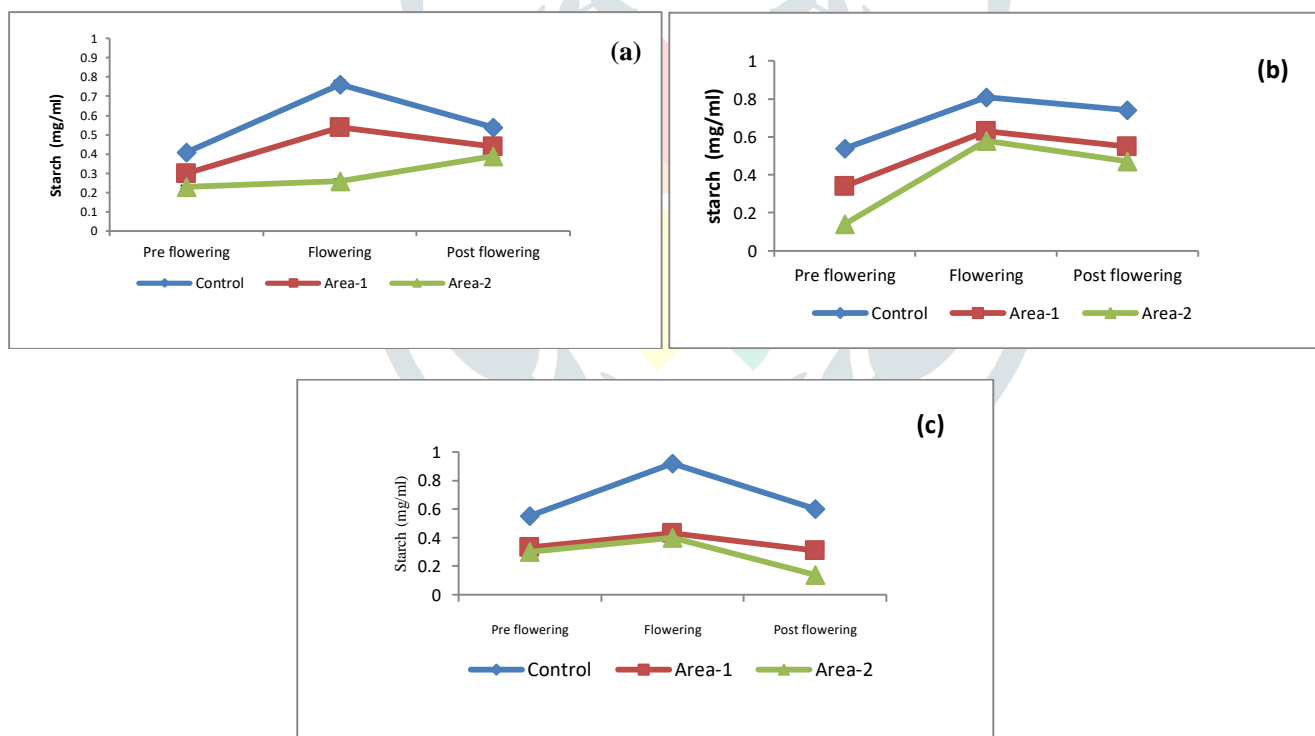 (a)
Starch (mg/ml)
1
0.9
0.8
0.7
0.6
0.5
0.4
0.3
0.2
0.1
0
Pre flowering Flowering Post flowering
Control Area-1 Area-2
(b)
starch (mg/ml)
1
0.8
0.6
0.4
0.2
0
Pre flowering Flowering Post flowering
Control Area-1 Area-2
(c)
Starch (mg/ml)
1
0.8
0.6
0.4
0.2
0
Pre flowering Flowering Post flowering
Control Area-1 Area-2